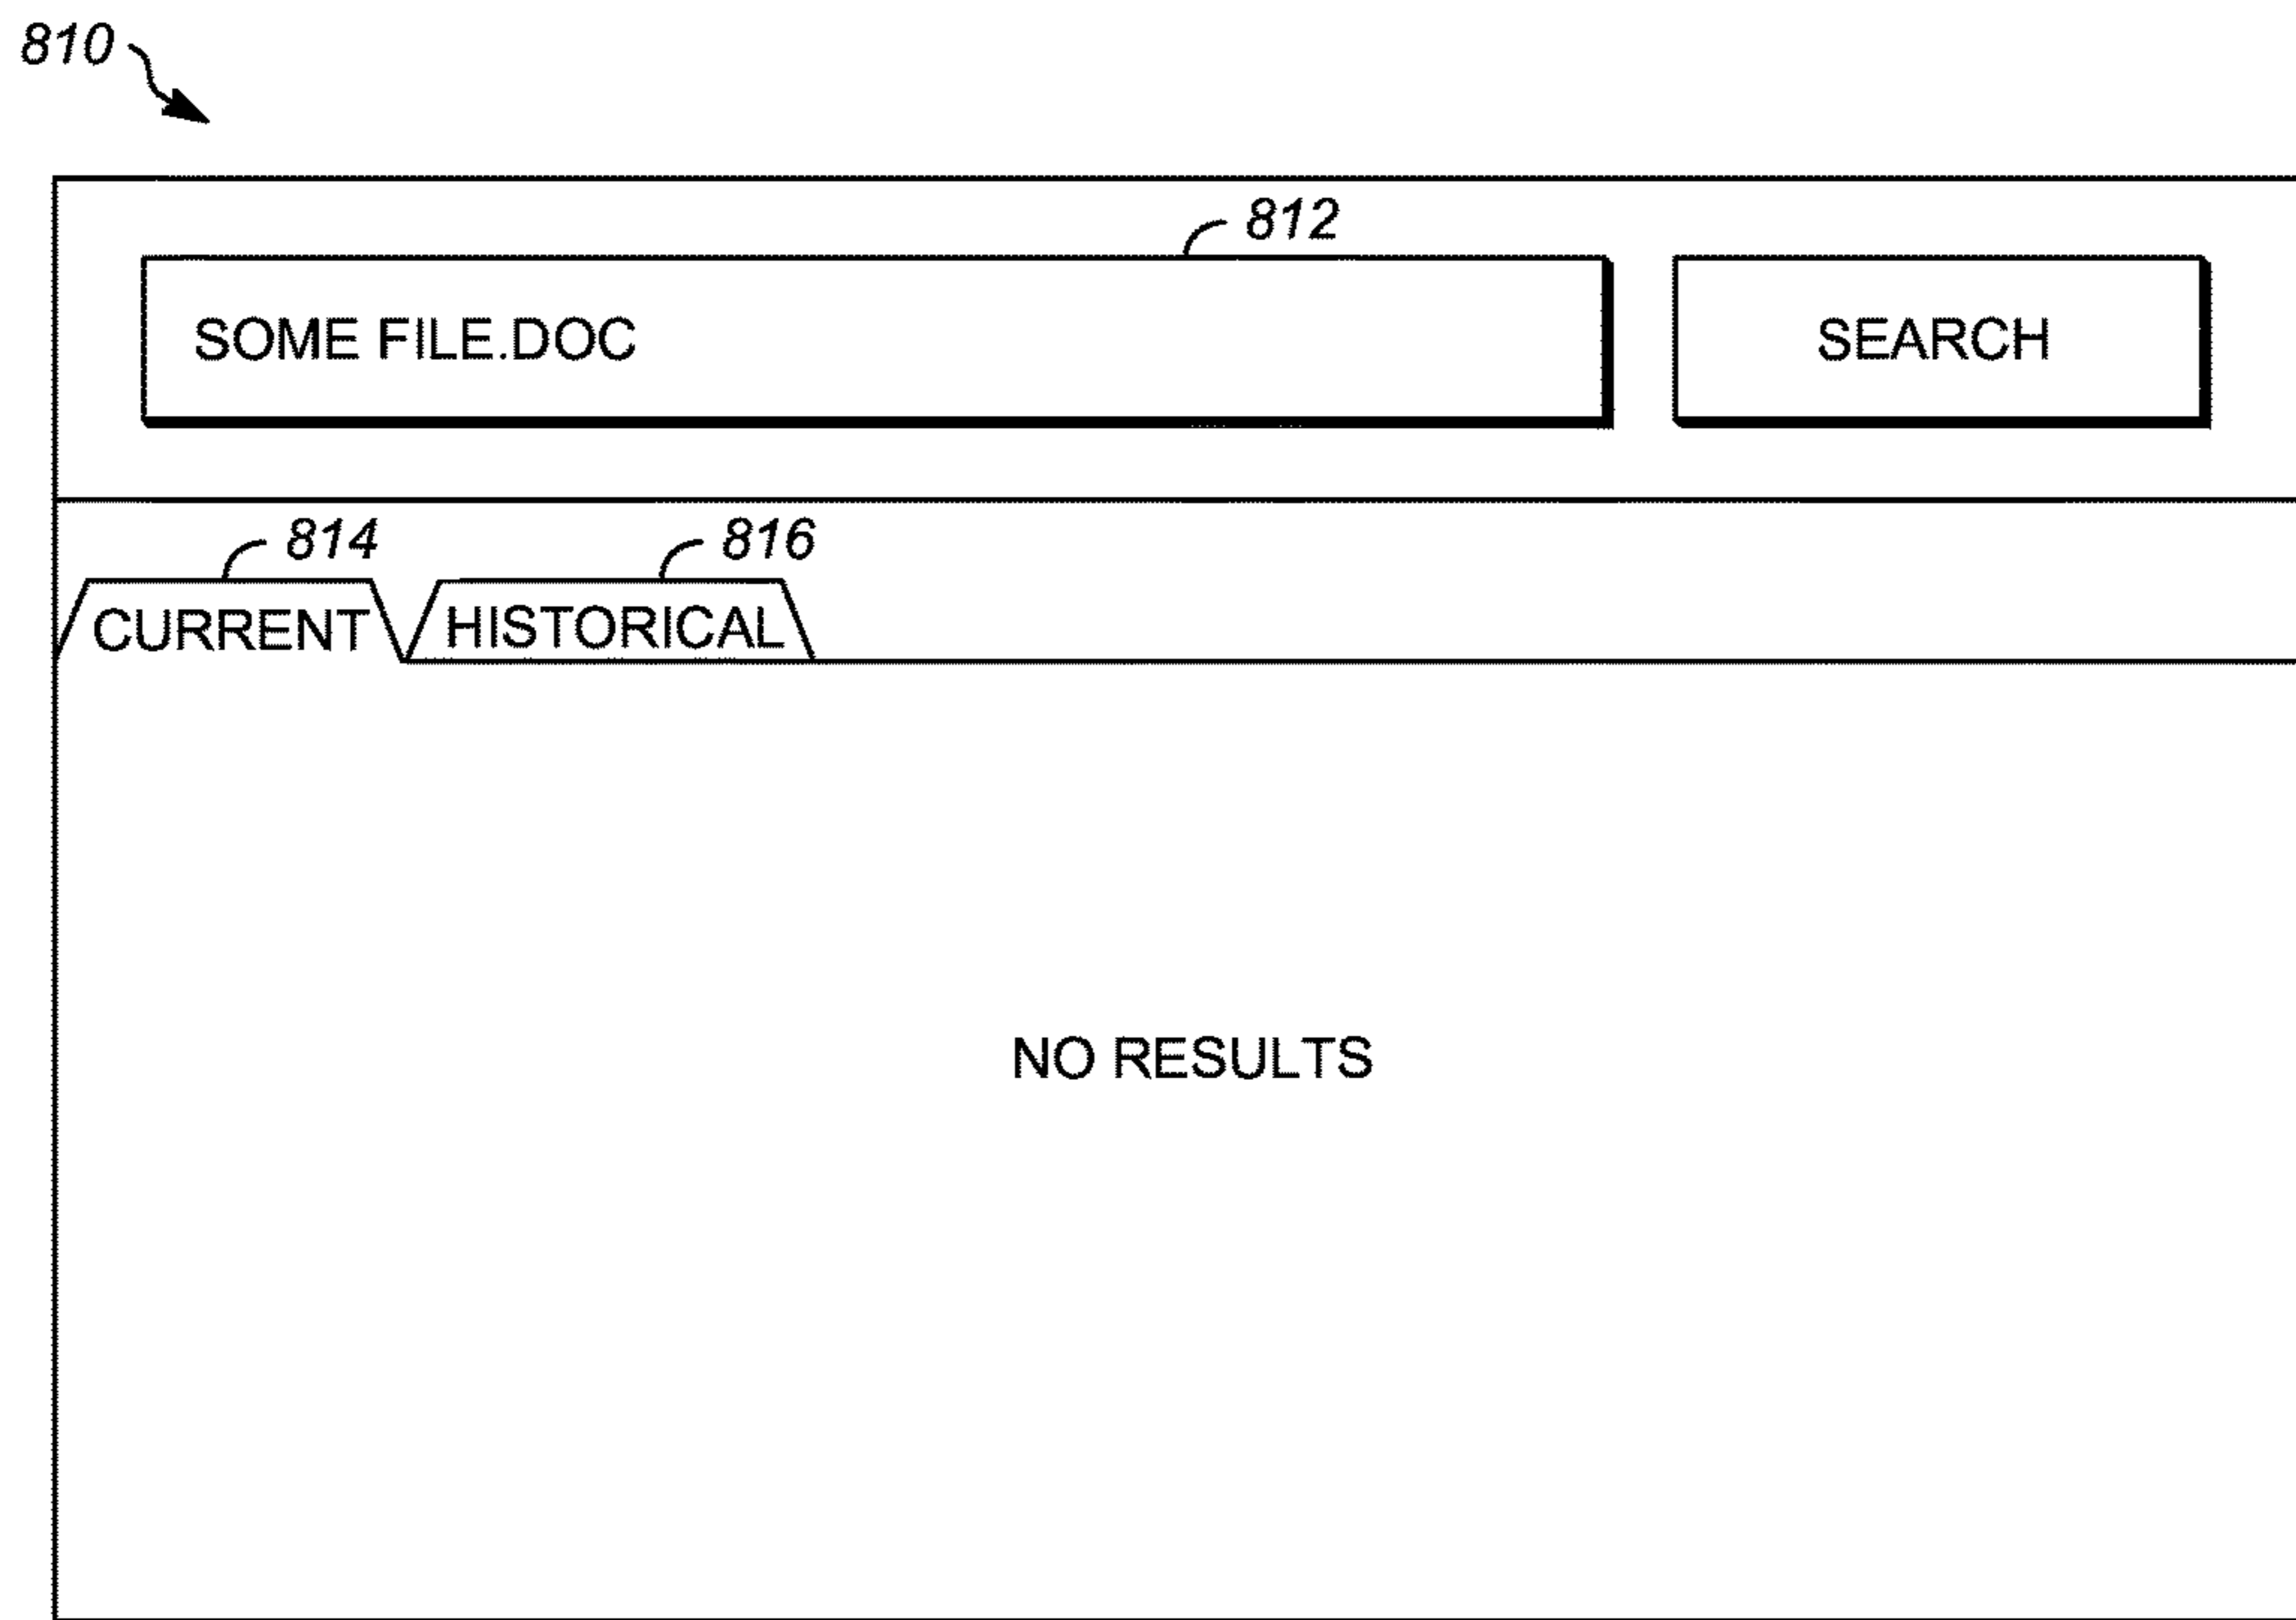 810
812
SOME FILE.DOC
SEARCH
814
816
CURRENT
HISTORICAL
NO RESULTS